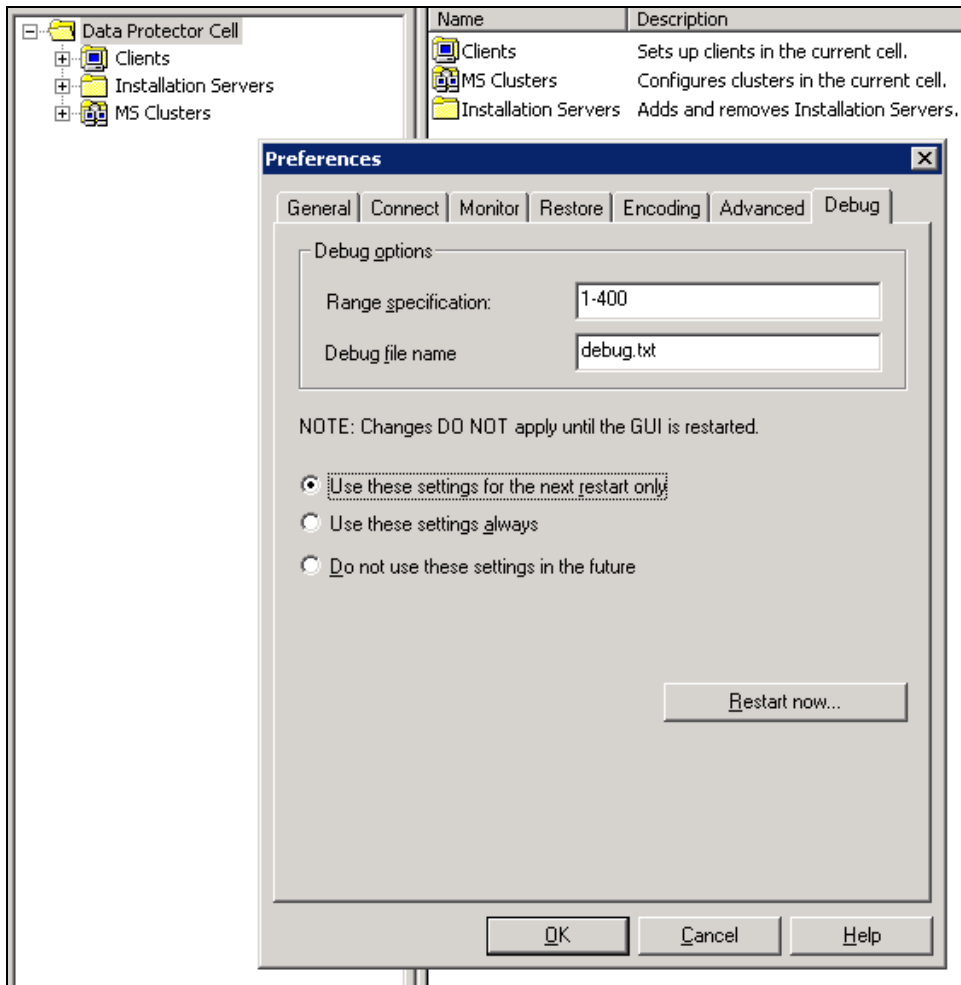 Data Protector Cell
Clients
Installation Servers
MS Clusters
Name Description
Clients Sets up clients in the current cell.
MS Clusters Configures clusters in the current cell.
Installation Servers Adds and removes Installation Servers.
Preferences
General Connect Monitor Restore Encoding Advanced Debug
Debug options
Range specification: 1-400
Debug file name debug.txt
NOTE: Changes DO NOT apply until the GUI is restarted.
Use these settings for the next restart only
Use these settings always
Do not use these settings in the future
Restart now...
OK Cancel Help